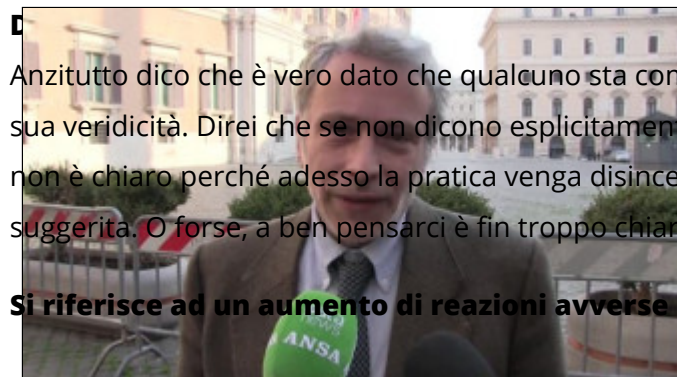 D
Anzitutto dico che è vero dato che qualcuno sta con
sua veridicità. Direi che se non dicono esplicitamen
non è chiaro perché adesso la pratica venga disince
suggerita. O forse, a ben pensarci è fin troppo chiar
Si riferisce ad un aumento di reazioni avverse
news
ANSA